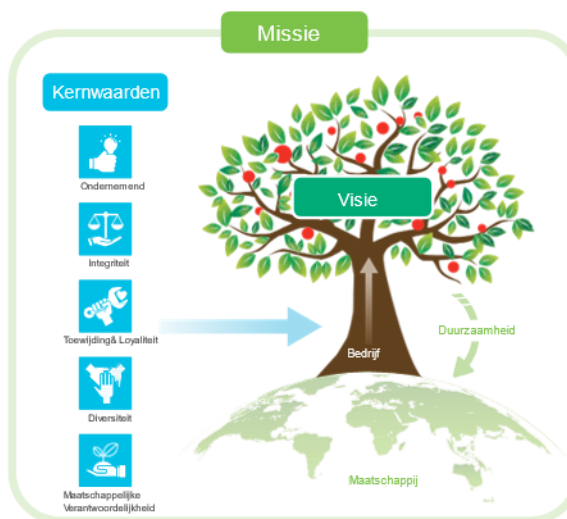 Missie
Kernwaarden
Ondernemend
Integriteit
Toewijding& Loyaliteit
Diversiteit
Maatschappelijke
Verantwoordelijkheid
Visie
Bedrijf
Duurzaamheid
Maatschappij